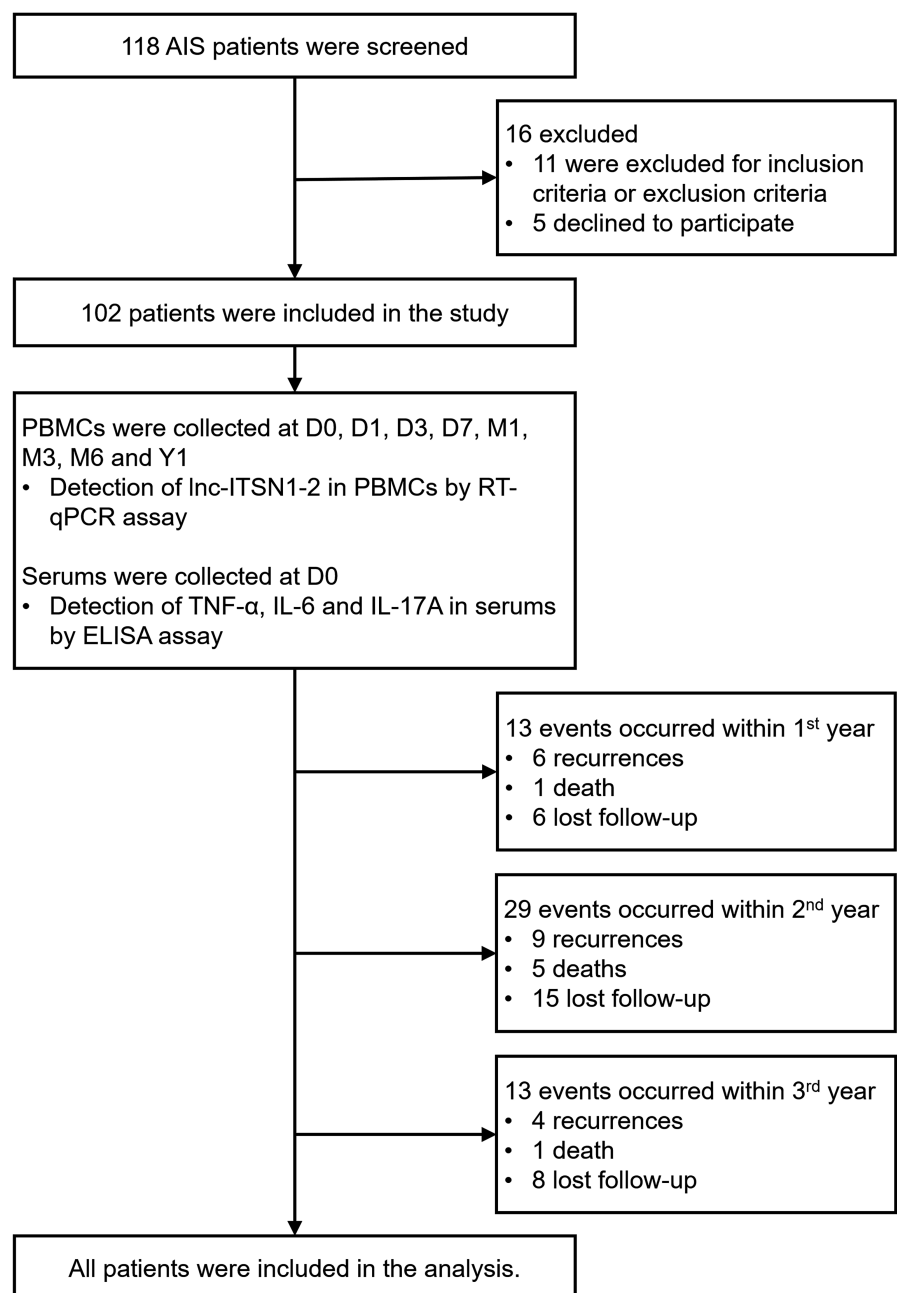 118 AIS patients were screened
16 excluded
• 11 were excluded for inclusion
criteria or exclusion criteria
• 5 declined to participate
102 patients were included in the study
PBMCs were collected at D0, D1, D3, D7, M1,
M3, M6 and Y1
• Detection of lnc-ITSN1-2 in PBMCs by RT-
qPCR assay
Serums were collected at D0
• Detection of TNF-α, IL-6 and IL-17A in serums
by ELISA assay
13 events occurred within 1st year
• 6 recurrences
• 1 death
• 6 lost follow-up
29 events occurred within 2nd year
• 9 recurrences
• 5 deaths
• 15 lost follow-up
13 events occurred within 3rd year
• 4 recurrences
• 1 death
• 8 lost follow-up
All patients were included in the analysis.